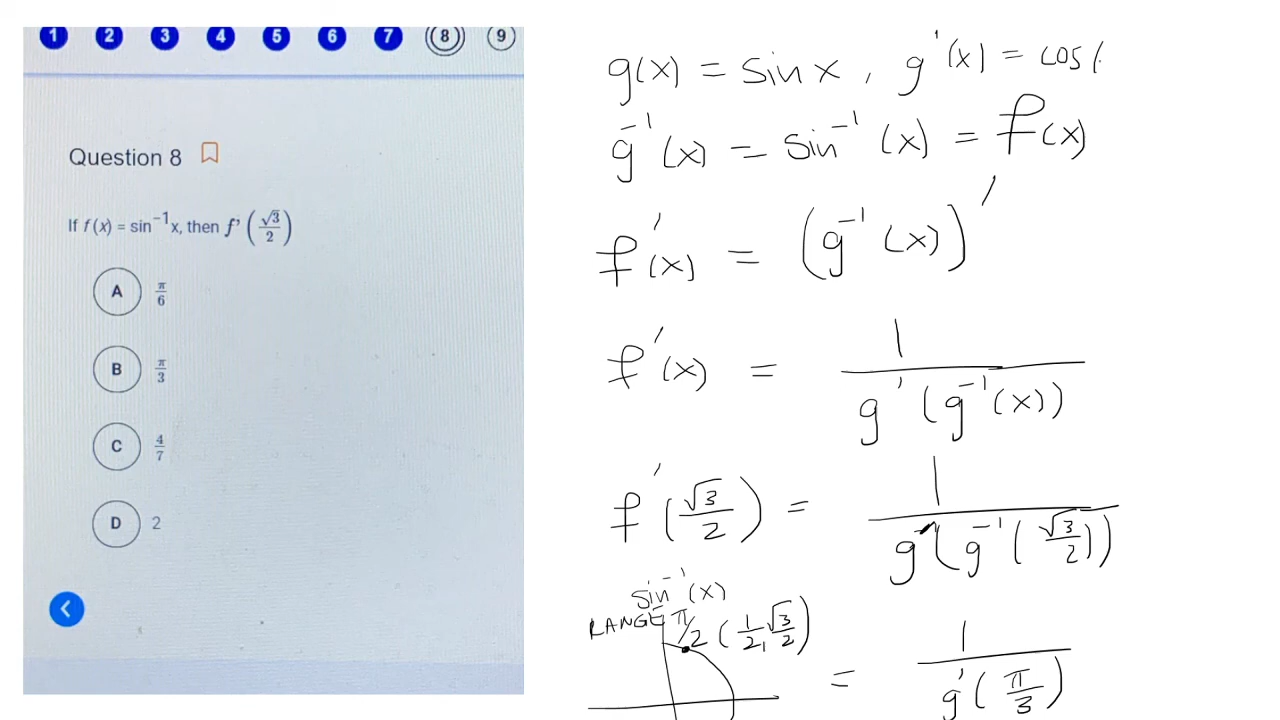 1 2 3 4 5 6 7 8 9
Question 8
If f(x) = sin⁻¹x, then f' (√3/2)
A π/6
B π/3
C 4/7
D 2
g(x) = sin x , g'(x) = cos(
g⁻¹(x) = sin⁻¹(x) = f(x)
f'(x) = (g⁻¹(x))'
f'(x) = 1/g'(g⁻¹(x))
f'(√3/2) = 1/g'(g⁻¹(√3/2))
sin⁻¹(x)
RANGE π/2 (1/2, √3/2)
= 1/g'(π/3)